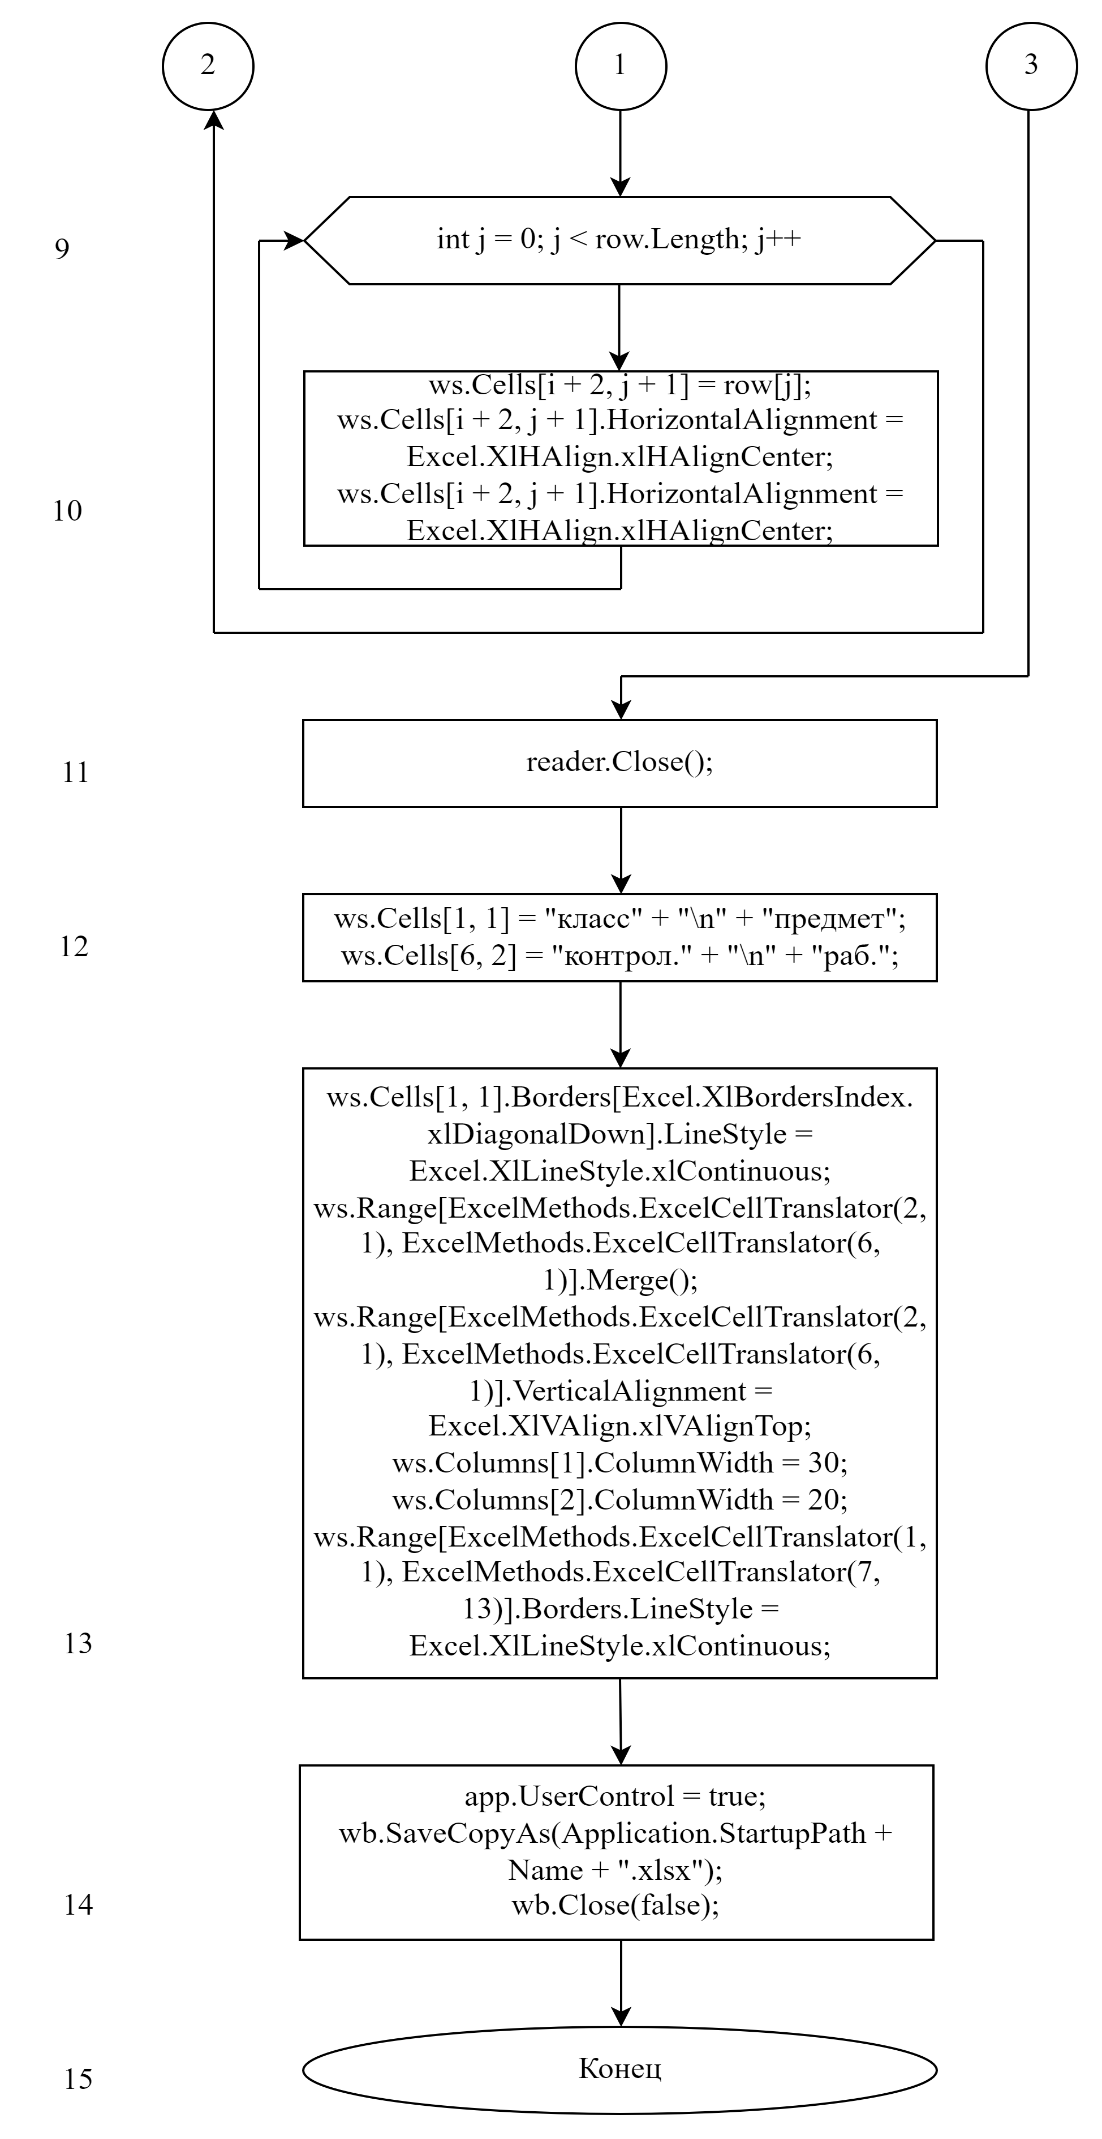 2
1
3
9
int j = 0; j < row.Length; j++
ws.Cells[i + 2, j + 1] = row[j];
ws.Cells[i + 2, j + 1].HorizontalAlignment =
Excel.XlHAlign.xlHAlignCenter;
ws.Cells[i + 2, j + 1].HorizontalAlignment =
Excel.XlHAlign.xlHAlignCenter;
10
11
reader.Close();
12
ws.Cells[1, 1] = "класс" + "\n" + "предмет";
ws.Cells[6, 2] = "контрол." + "\n" + "раб.";
ws.Cells[1, 1].Borders[Excel.XlBordersIndex.
xlDiagonalDown].LineStyle =
Excel.XlLineStyle.xlContinuous;
ws.Range[ExcelMethods.ExcelCellTranslator(2,
1), ExcelMethods.ExcelCellTranslator(6,
1)].Merge();
ws.Range[ExcelMethods.ExcelCellTranslator(2,
1), ExcelMethods.ExcelCellTranslator(6,
1)].VerticalAlignment =
Excel.XlVAlign.xlVAlignTop;
ws.Columns[1].ColumnWidth = 30;
ws.Columns[2].ColumnWidth = 20;
ws.Range[ExcelMethods.ExcelCellTranslator(1,
1), ExcelMethods.ExcelCellTranslator(7,
13)].Borders.LineStyle =
Excel.XlLineStyle.xlContinuous;
13
app.UserControl = true;
wb.SaveCopyAs(Application.StartupPath +
Name + ".xlsx");
wb.Close(false);
14
Конец
15